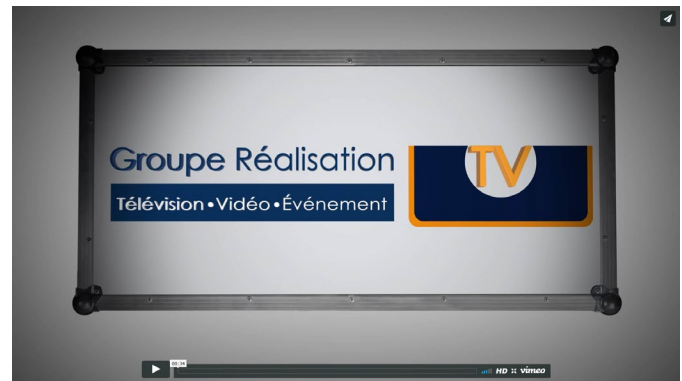 Groupe Réalisation
Télévision•Vidéo•Événement
TV
00:34
HD vimeo